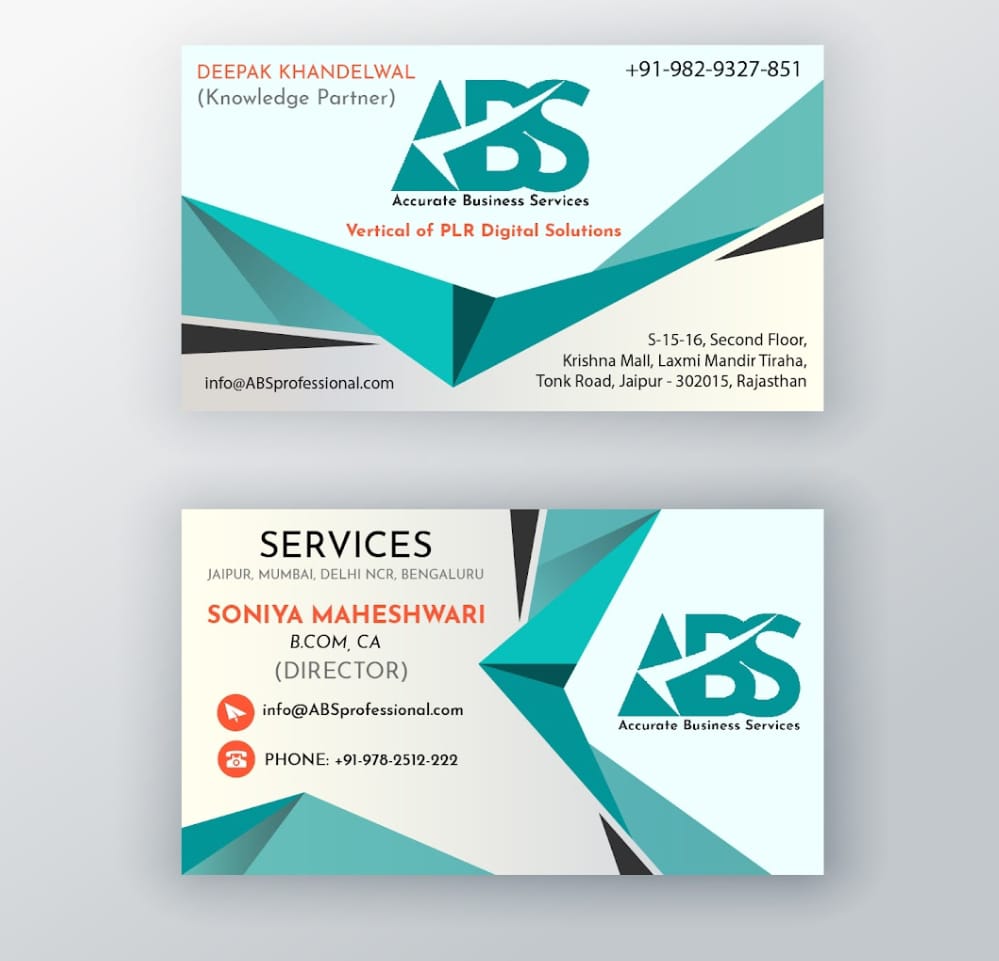 DEEPAK KHANDELWAL
(Knowledge Partner)
+91-982-9327-851
ABS
Accurate Business Services
Vertical of PLR Digital Solutions
S-15-16, Second Floor,
Krishna Mall, Laxmi Mandir Tiraha,
Tonk Road, Jaipur - 302015, Rajasthan
info@ABSprofessional.com
SERVICES
JAIPUR, MUMBAI, DELHI NCR, BENGALURU
SONIYA MAHESHWARI
B.COM, CA
(DIRECTOR)
info@ABSprofessional.com
PHONE: +91-978-2512-222
ABS
Accurate Business Services